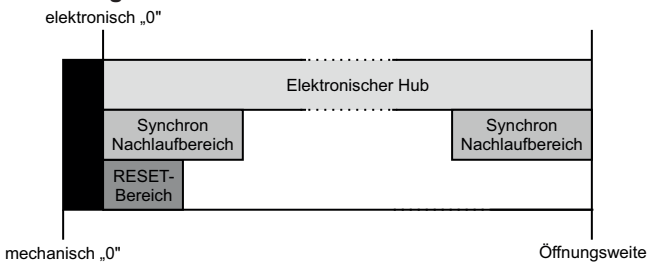 elektronisch „0"
Elektronischer Hub
Synchron
Nachlaufbereich
Synchron
Nachlaufbereich
RESET-
Bereich
mechanisch „0"
Öffnungsweite